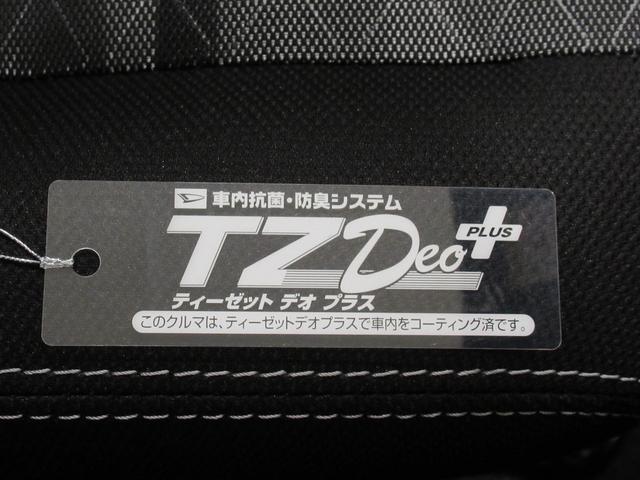 車内抗菌・防臭システム
TZ Deo PLUS
ティーゼット デオ プラス
このクルマは、ティーゼットデオプラスで車内をコーティング済です。